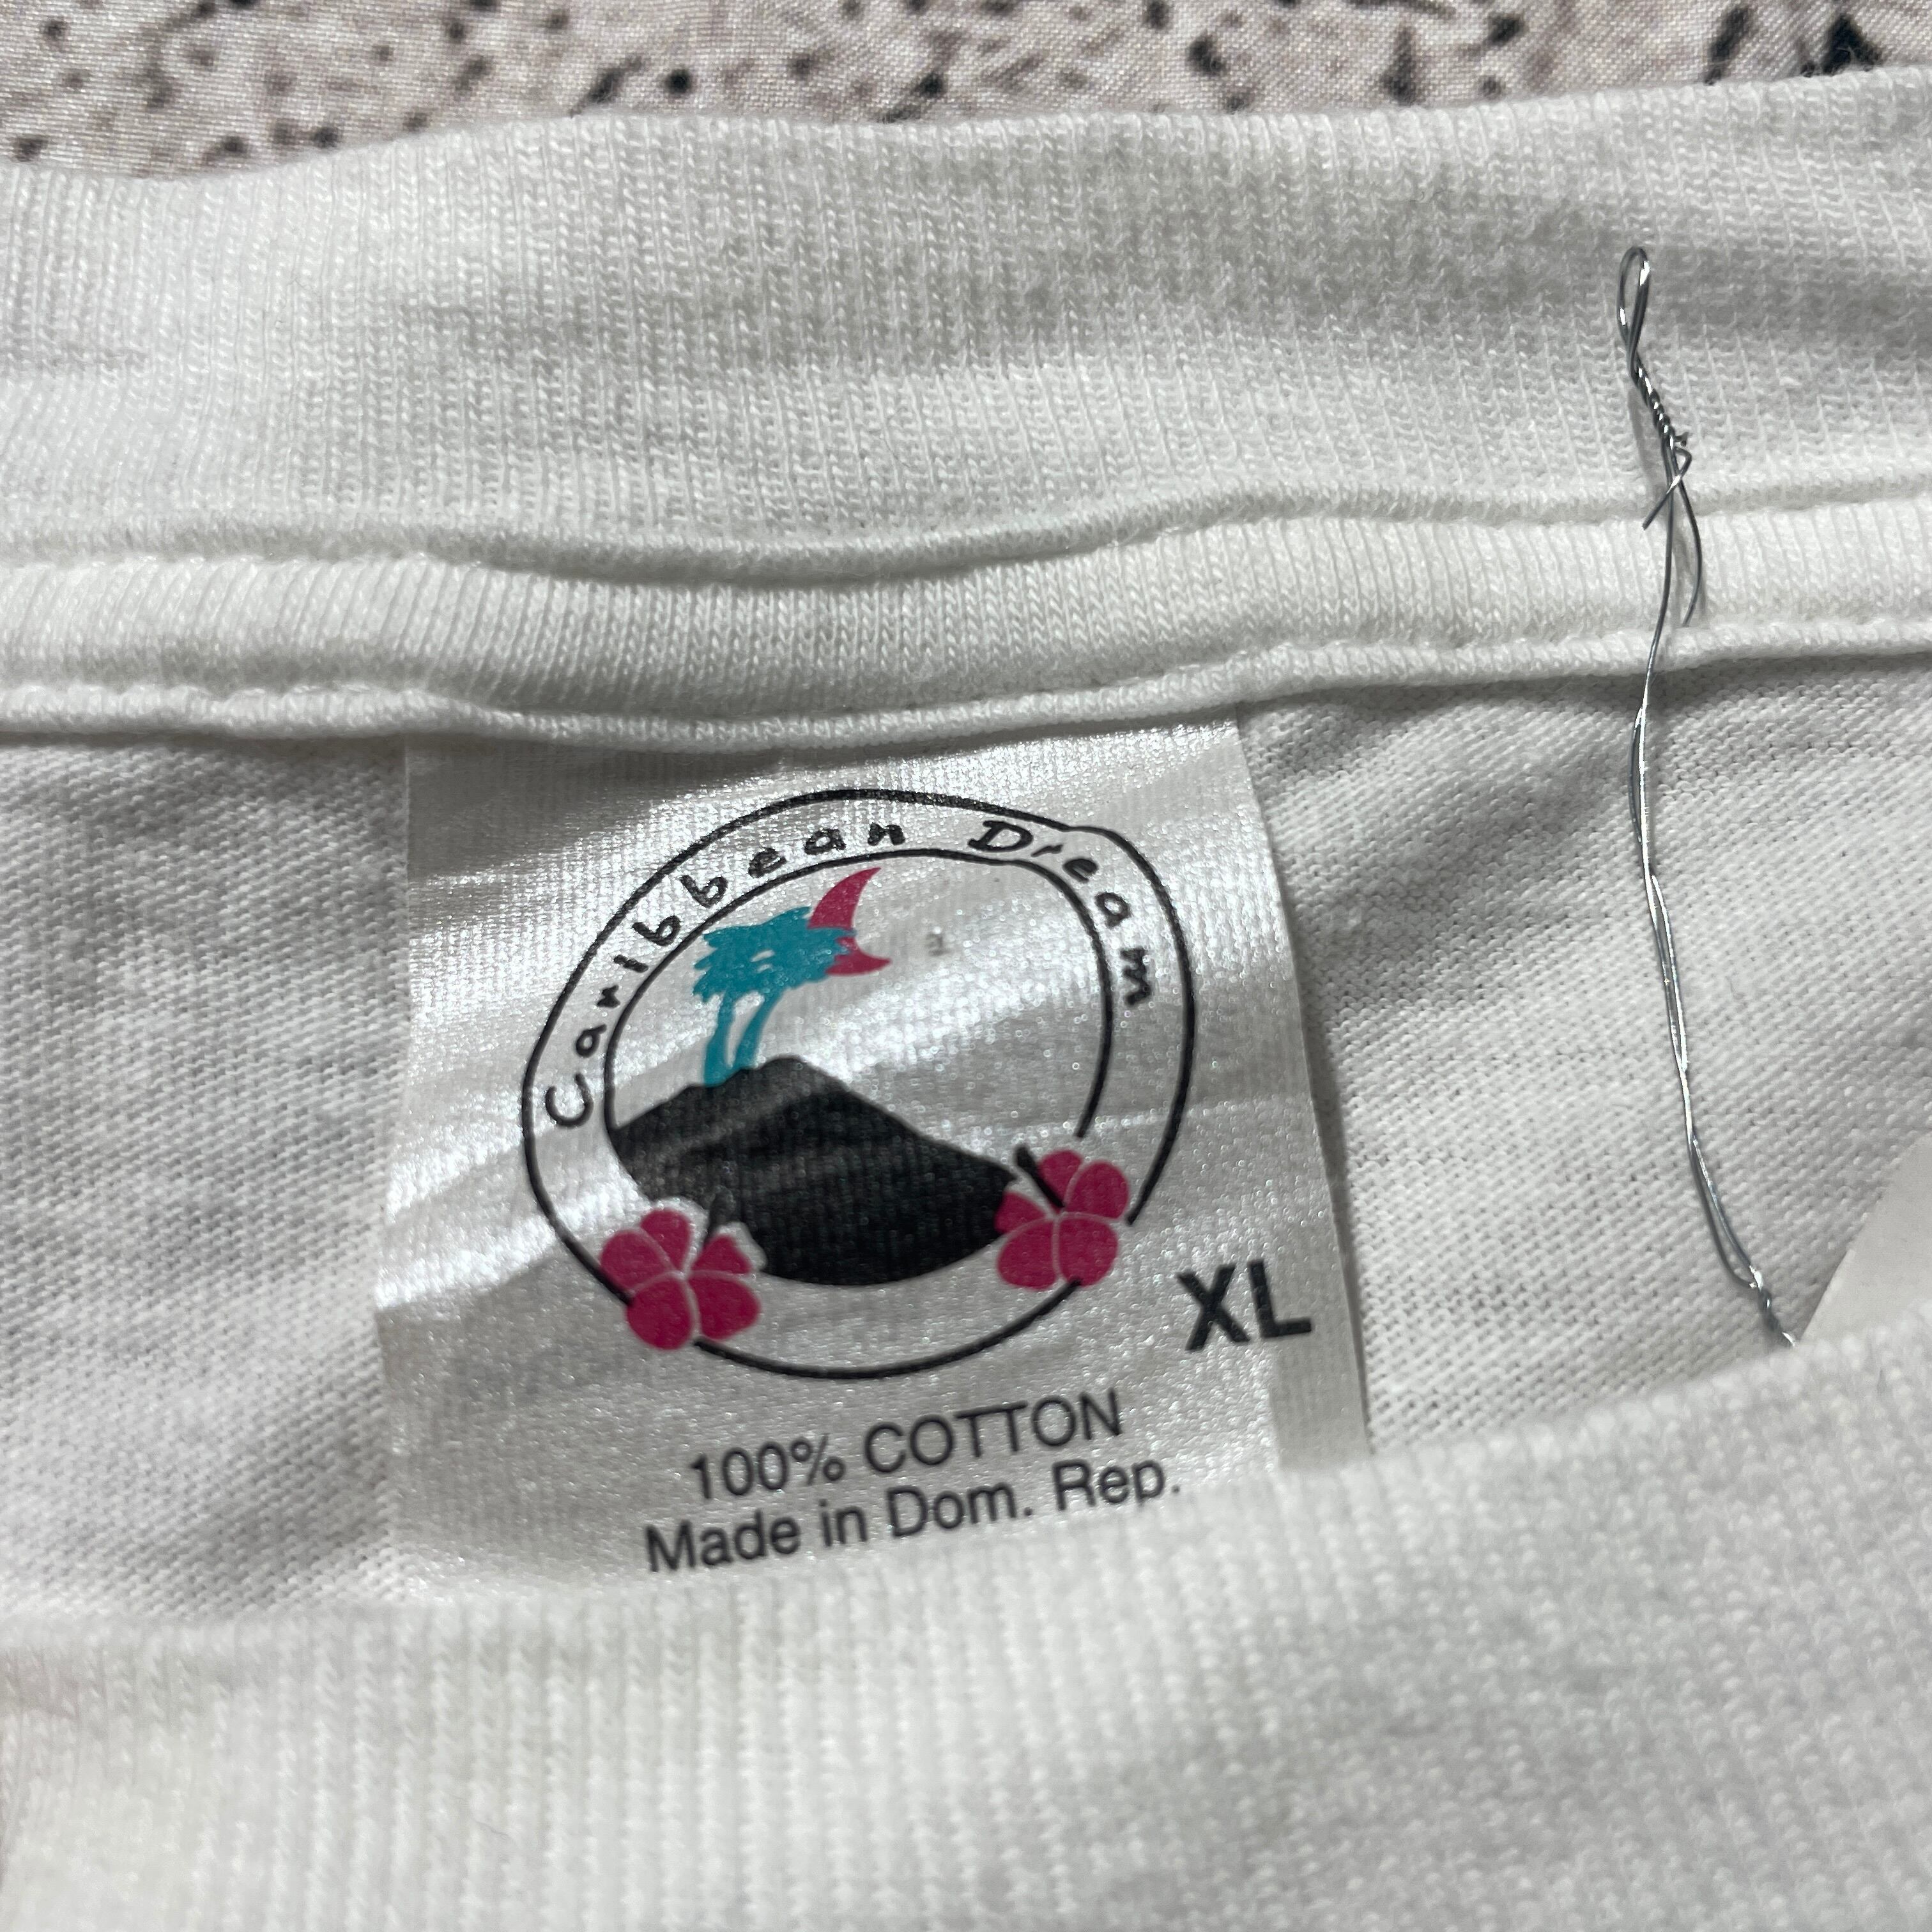 Caribbean Dream
XL
100% COTTON
Made in Dom. Rep.